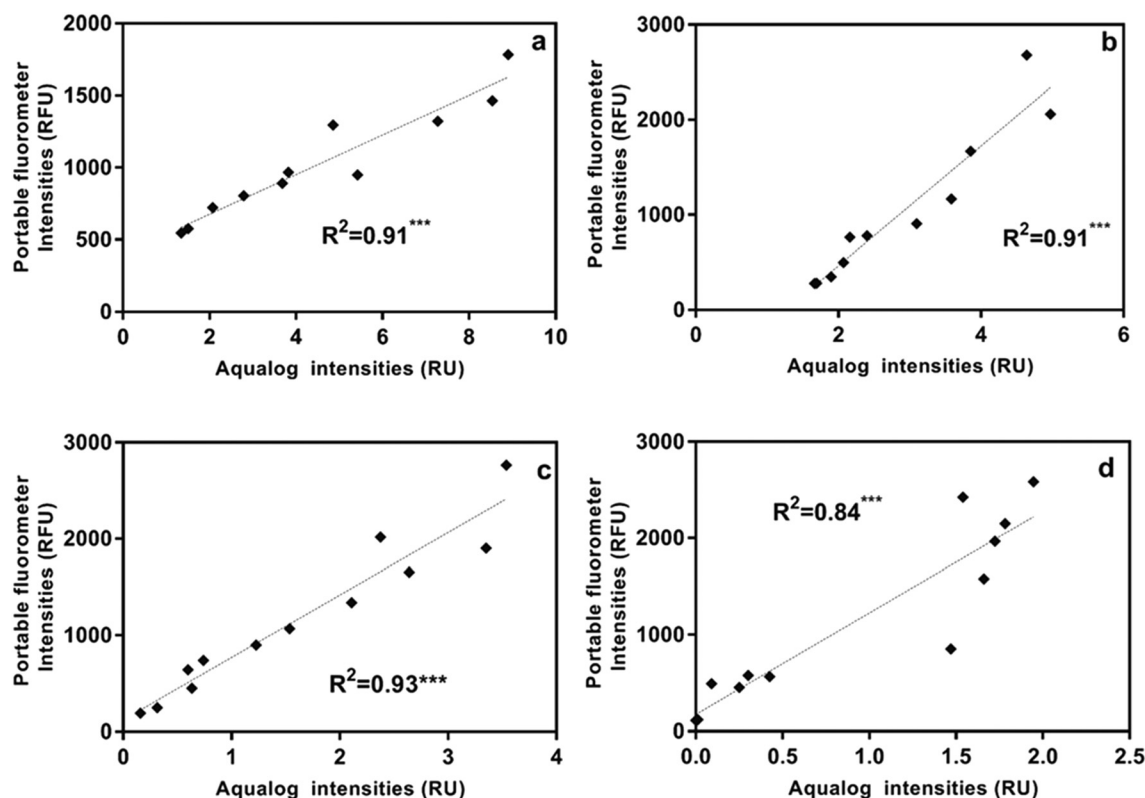 a
Portable fluorometer
Intensities (RFU)
2000
1500
1000
500
0
R²=0.91***
0 2 4 6 8 10
Aqualog intensities (RU)
b
Portable fluorometer
Intensities (RFU)
3000
2000
1000
0
R²=0.91***
0 2 4 6
Aqualog intensities (RU)
c
Portable fluorometer
Intensities (RFU)
3000
2000
1000
0
R²=0.93***
0 1 2 3 4
Aqualog intensities (RU)
d
Portable fluorometer
Intensities (RFU)
3000
2000
1000
0
R²=0.84***
0.0 0.5 1.0 1.5 2.0 2.5
Aqualog intensities (RU)